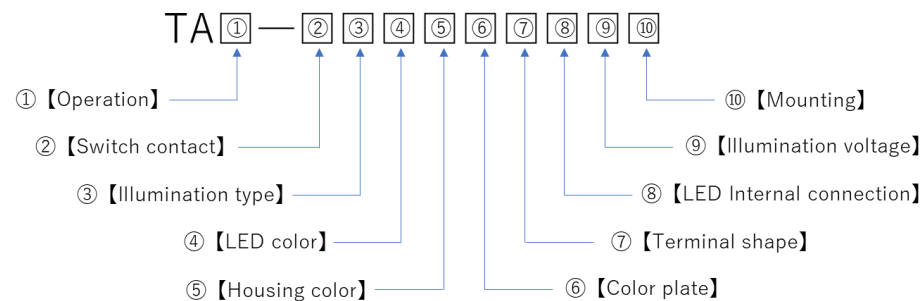 TA①—②③④⑤⑥⑦⑧⑨⑩
①【Operation】
⑩【Mounting】
②【Switch contact】
⑨【Illumination voltage】
③【Illumination type】
⑧【LED Internal connection】
④【LED color】
⑦【Terminal shape】
⑤【Housing color】
⑥【Color plate】